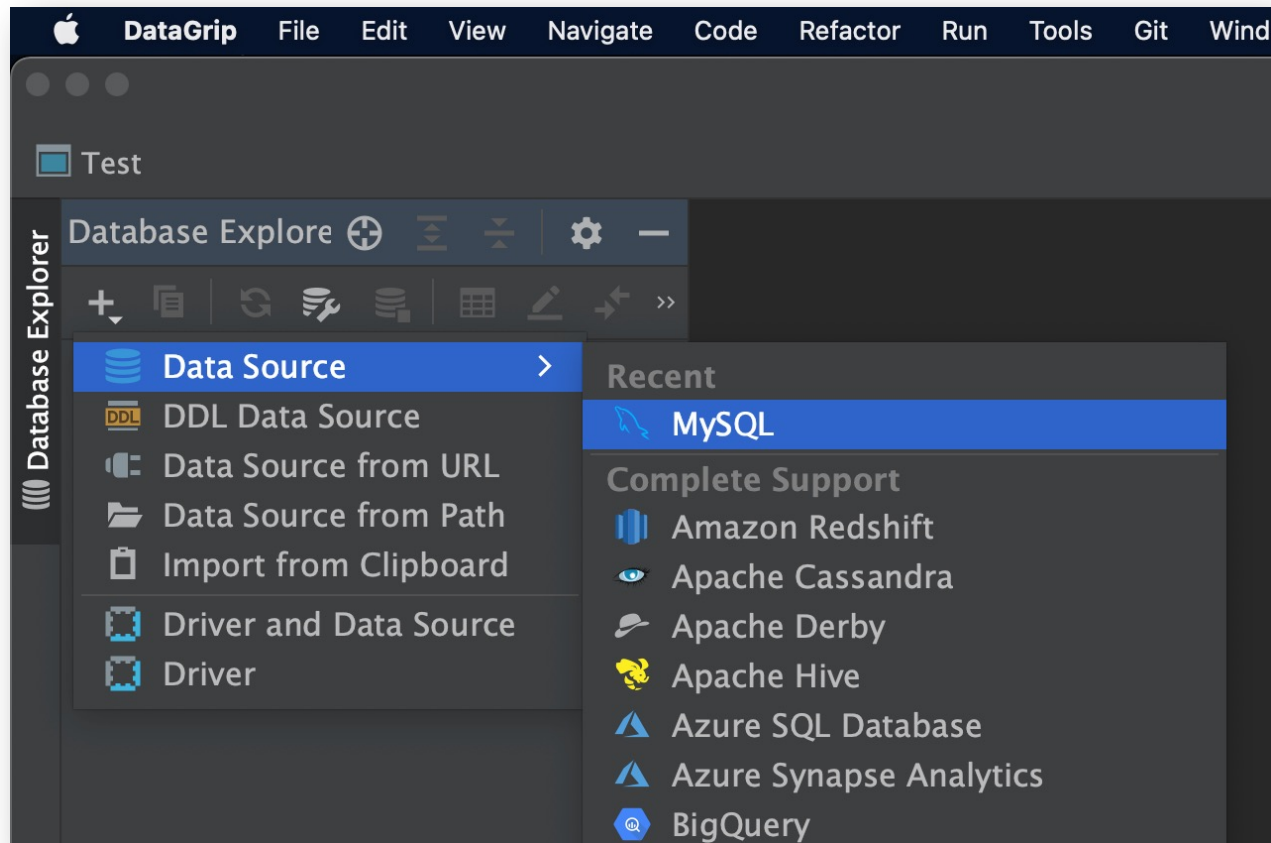 DataGrip File Edit View Navigate Code Refactor Run Tools Git Wind
Test
Database Explore
Database Explorer
Data Source
DDL DDL Data Source
Data Source from URL
Data Source from Path
Import from Clipboard
Driver and Data Source
Driver
Recent
MySQL
Complete Support
Amazon Redshift
Apache Cassandra
Apache Derby
Apache Hive
Azure SQL Database
Azure Synapse Analytics
BigQuery